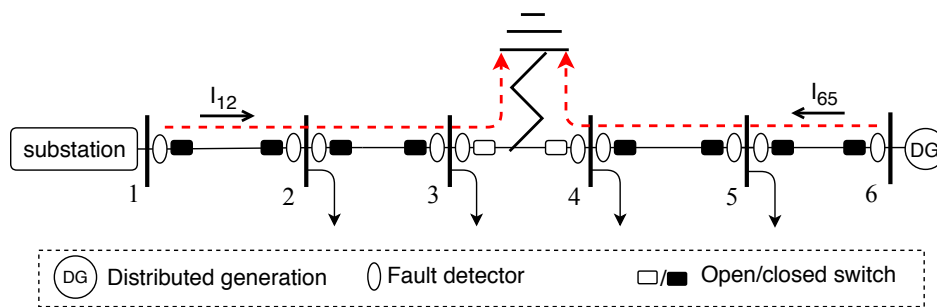 I12
I65
substation
DG
1
2
3
4
5
6
DG Distributed generation
Fault detector
/ Open/closed switch